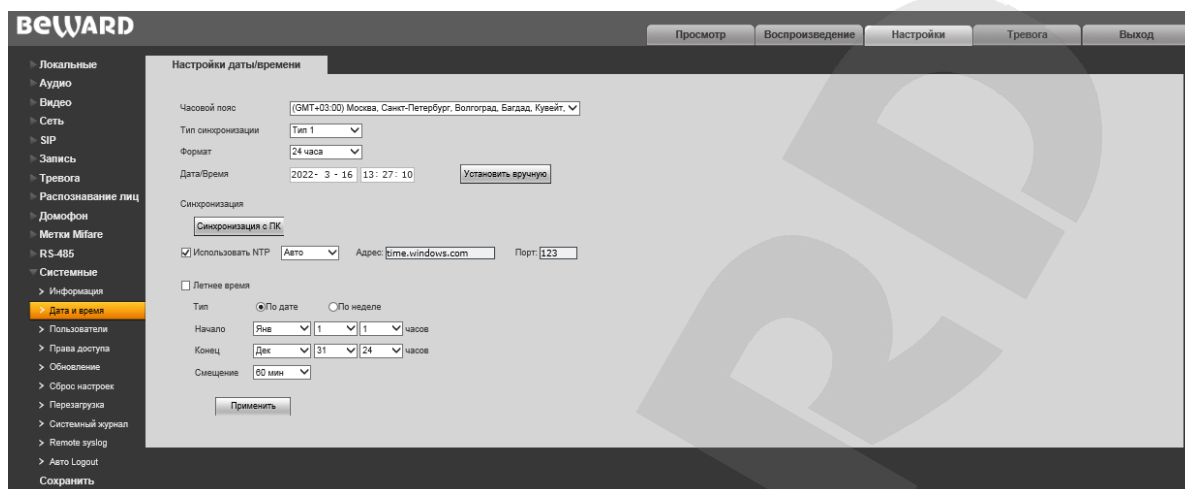 BEWARD
Просмотр Воспроизведение Настройки Тревога Выход
Локальные
Аудио
Видео
Сеть
SIP
Запись
Тревога
Распознавание лиц
Домофон
Метки Mifare
RS-485
Системные
Информация
Дата и время
Пользователи
Права доступа
Обновление
Сброс настроек
Перезагрузка
Системный журнал
Remote syslog
Авто Logout
Сохранить
Настройки даты/времени
Часовой пояс (GMT+03:00) Москва, Санкт-Петербург, Волгоград, Багдад, Кувейт,
Тип синхронизации Тип 1
Формат 24 часа
Дата/Время 2022- 3 - 16 13: 27: 10 Установить вручную
Синхронизация
Синхронизация с ПК
Использовать NTP Авто Адрес: time.windows.com Порт: 123
Летнее время
Тип По дате По неделе
Начало Янв 1 1 часов
Конец Дек 31 24 часов
Смещение 60 мин
Применить